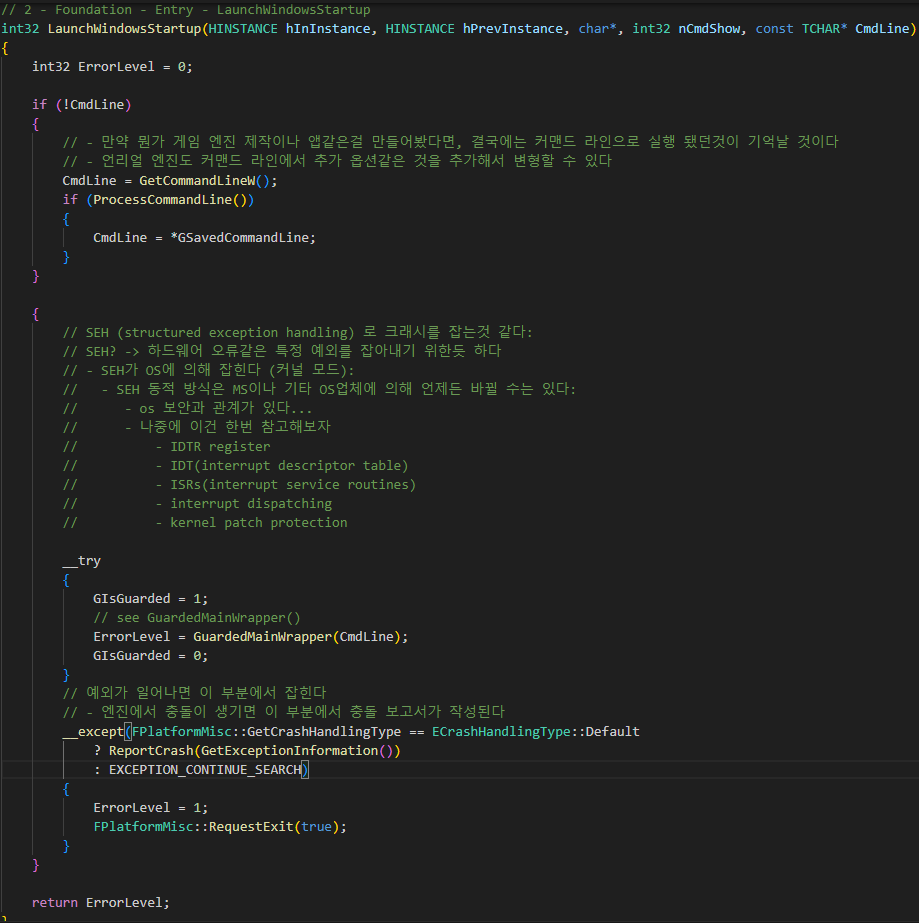 // 2 - Foundation - Entry - LaunchWindowsStartup
int32 LaunchWindowsStartup(HINSTANCE hInInstance, HINSTANCE hPrevInstance, char*, int32 nCmdShow, const TCHAR* CmdLine)
{
    int32 ErrorLevel = 0;

    if (!CmdLine)
    {
        // - 만약 뭔가 게임 엔진 제작이나 앱같은걸 만들어봤다면, 결국에는 커맨드 라인으로 실행 됐던것이 기억날 것이다
        // - 언리얼 엔진도 커맨드 라인에서 추가 옵션같은 것을 추가해서 변형할 수 있다
        CmdLine = GetCommandLineW();
        if (ProcessCommandLine())
        {
            CmdLine = *GSavedCommandLine;
        }
    }

    {
        // SEH (structured exception handling) 로 크래시를 잡는것 같다:
        // SEH? -> 하드웨어 오류같은 특정 예외를 잡아내기 위한듯 하다
        // - SEH가 OS에 의해 잡힌다 (커널 모드):
        //   - SEH 동적 방식은 MS이나 기타 OS업체에 의해 언제든 바뀔 수는 있다:
        //      - os 보안과 관계가 있다...
        //      - 나중에 이건 한번 참고해보자
        //          - IDTR register
        //          - IDT(interrupt descriptor table)
        //          - ISRs(interrupt service routines)
        //          - interrupt dispatching
        //          - kernel patch protection

        __try
        {
            GIsGuarded = 1;
            // see GuardedMainWrapper()
            ErrorLevel = GuardedMainWrapper(CmdLine);
            GIsGuarded = 0;
        }
        // 예외가 일어나면 이 부분에서 잡힌다
        // - 엔진에서 충돌이 생기면 이 부분에서 충돌 보고서가 작성된다
        __except(FPlatformMisc::GetCrashHandlingType == ECrashHandlingType::Default
            ? ReportCrash(GetExceptionInformation())
            : EXCEPTION_CONTINUE_SEARCH)
        {
            ErrorLevel = 1;
            FPlatformMisc::RequestExit(true);
        }
    }

    return ErrorLevel;
}